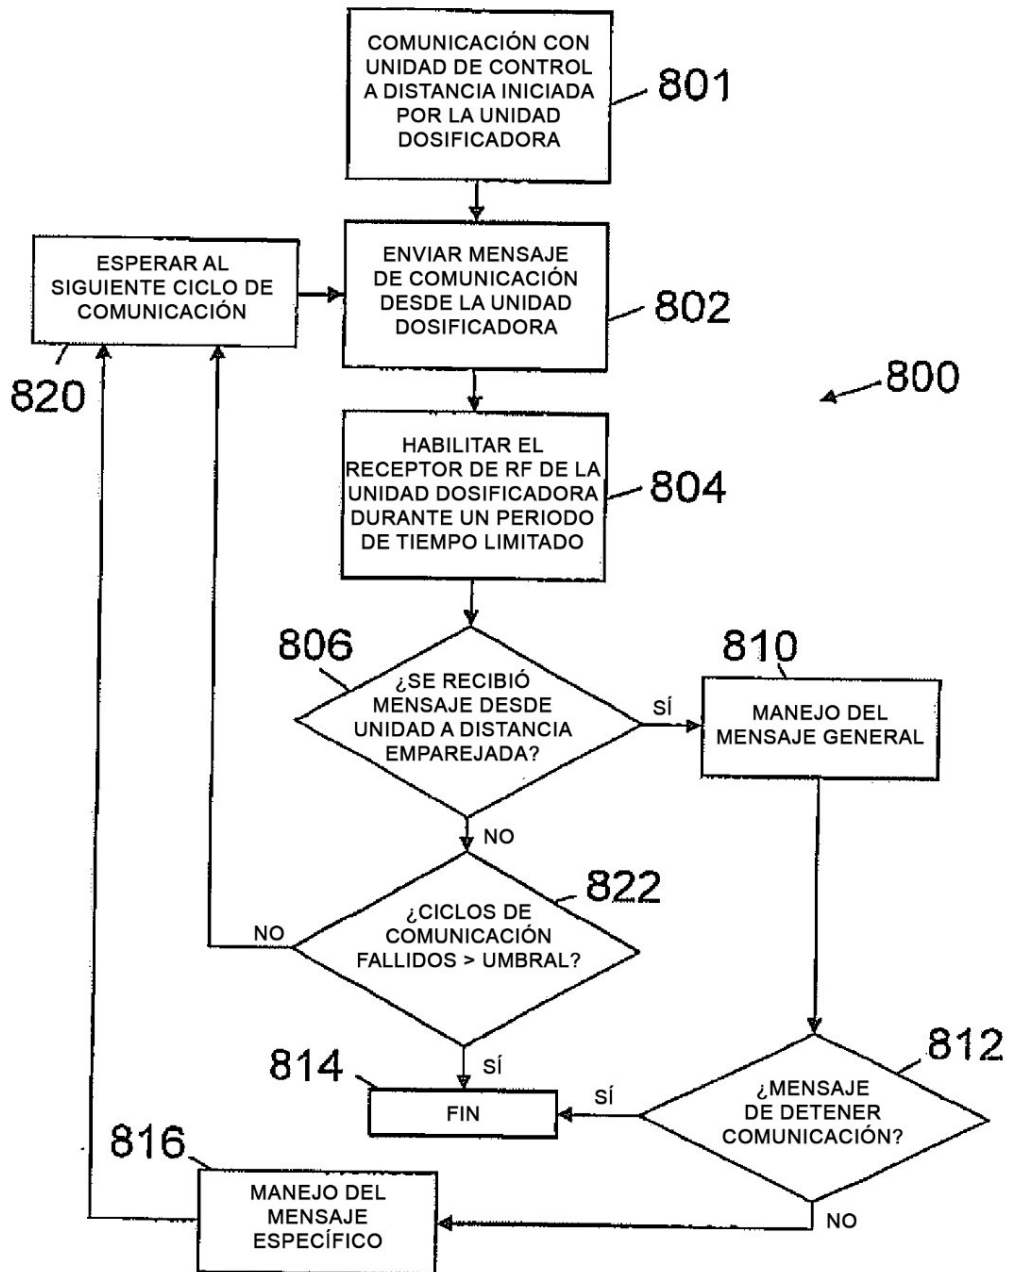 COMUNICACIÓN CON
UNIDAD DE CONTROL
A DISTANCIA INICIADA
POR LA UNIDAD
DOSIFICADORA
801
ESPERAR AL
SIGUIENTE CICLO DE
COMUNICACIÓN
820
ENVIAR MENSAJE
DE COMUNICACIÓN
DESDE LA UNIDAD
DOSIFICADORA
802
800
HABILITAR EL
RECEPTOR DE RF DE LA
UNIDAD DOSIFICADORA
DURANTE UN PERIODO
DE TIEMPO LIMITADO
804
806
¿SE RECIBIÓ
MENSAJE DESDE
UNIDAD A DISTANCIA
EMPAREJADA?
SÍ
810
MANEJO DEL
MENSAJE GENERAL
NO
822
¿CICLOS DE
COMUNICACIÓN
FALLIDOS > UMBRAL?
NO
SÍ
814
FIN
SÍ
812
¿MENSAJE
DE DETENER
COMUNICACIÓN?
NO
816
MANEJO DEL
MENSAJE
ESPECÍFICO